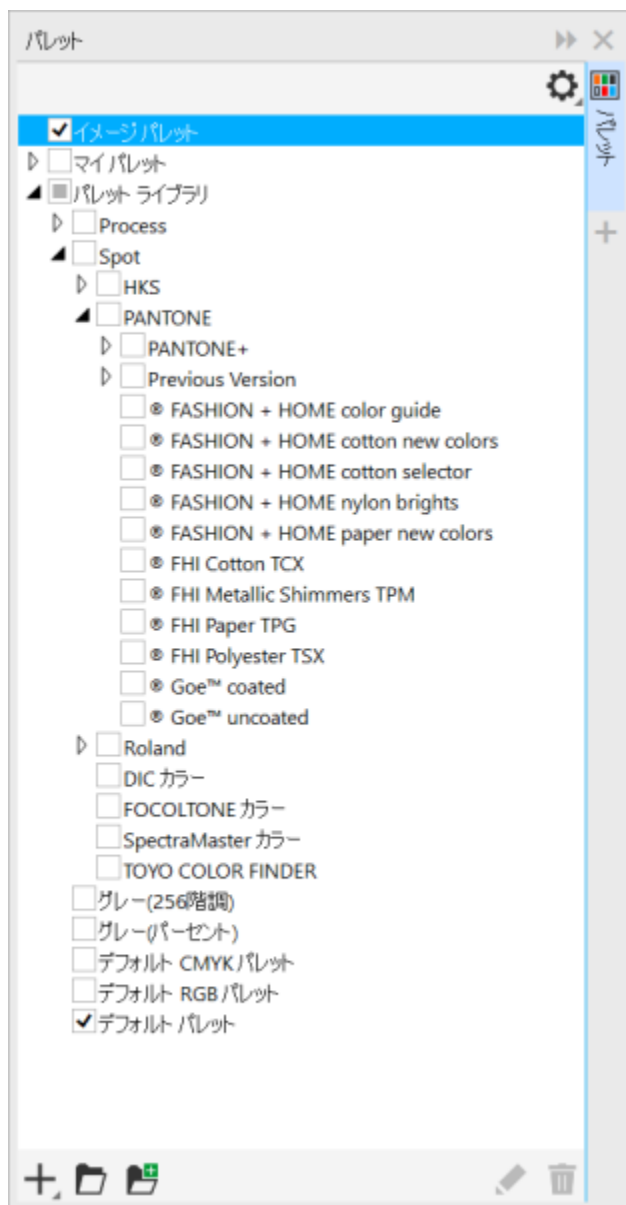 パレット
パレット
イメージ パレット
マイ パレット
パレット ライブラリ
Process
Spot
HKS
PANTONE
PANTONE+
Previous Version
® FASHION + HOME color guide
® FASHION + HOME cotton new colors
® FASHION + HOME cotton selector
® FASHION + HOME nylon brights
® FASHION + HOME paper new colors
® FHI Cotton TCX
® FHI Metallic Shimmers TPM
® FHI Paper TPG
® FHI Polyester TSX
® Goe™ coated
® Goe™ uncoated
Roland
DIC カラー
FOCOLTONE カラー
SpectraMaster カラー
TOYO COLOR FINDER
グレー(256階調)
グレー(パーセント)
デフォルト CMYK パレット
デフォルト RGB パレット
デフォルト パレット